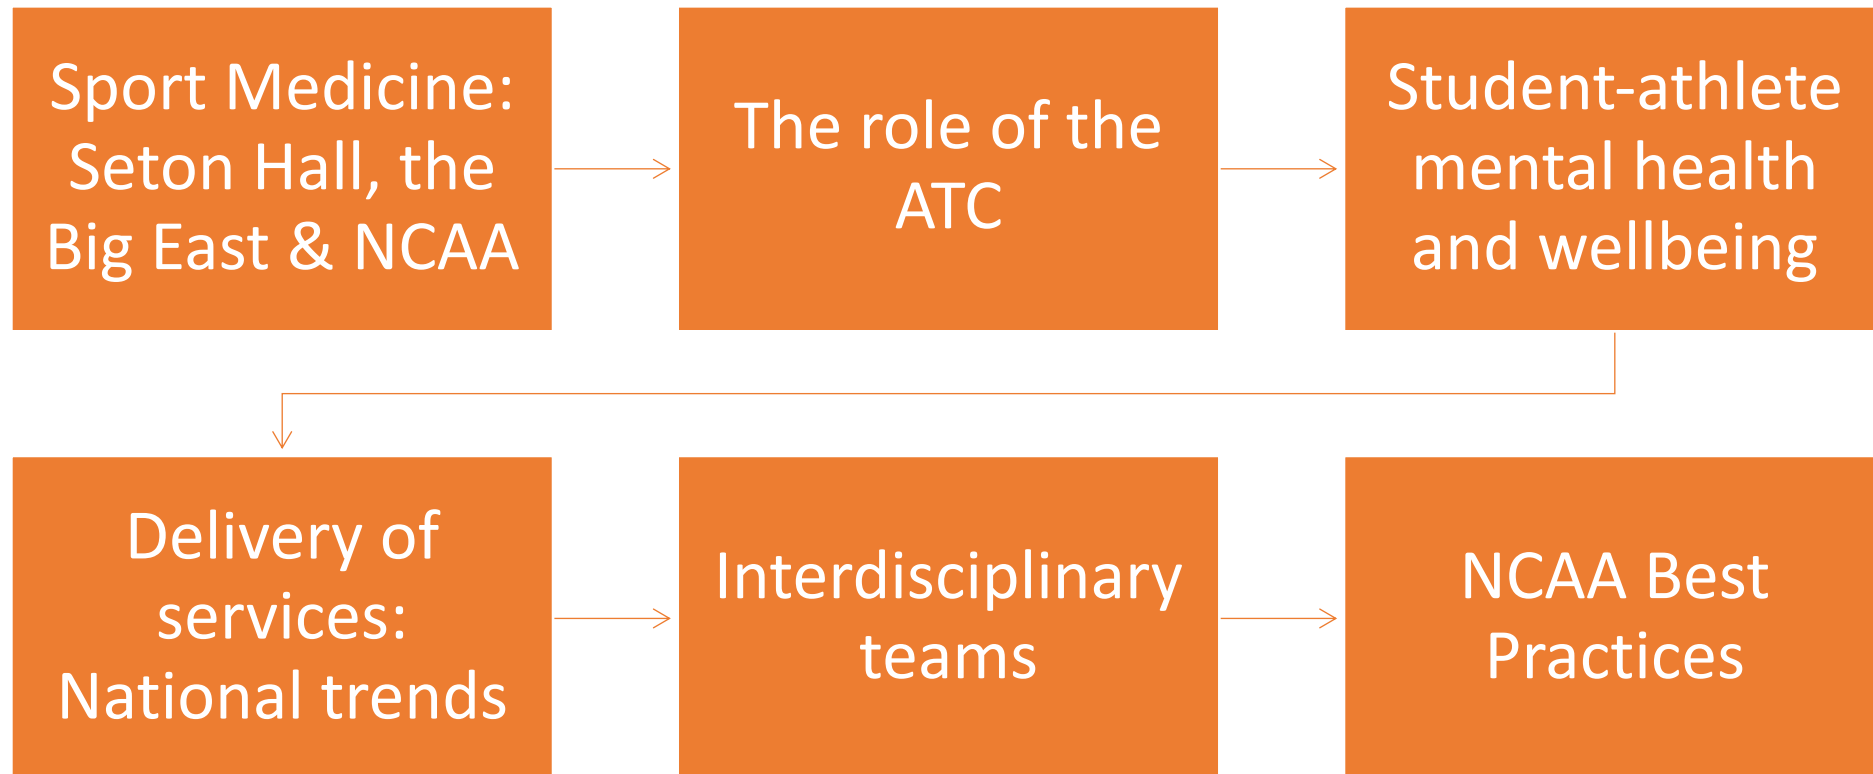 Sport Medicine:
Seton Hall, the
Big East & NCAA
The role of the
ATC
Student-athlete
mental health
and wellbeing
Delivery of
services:
National trends
Interdisciplinary
teams
NCAA Best
Practices